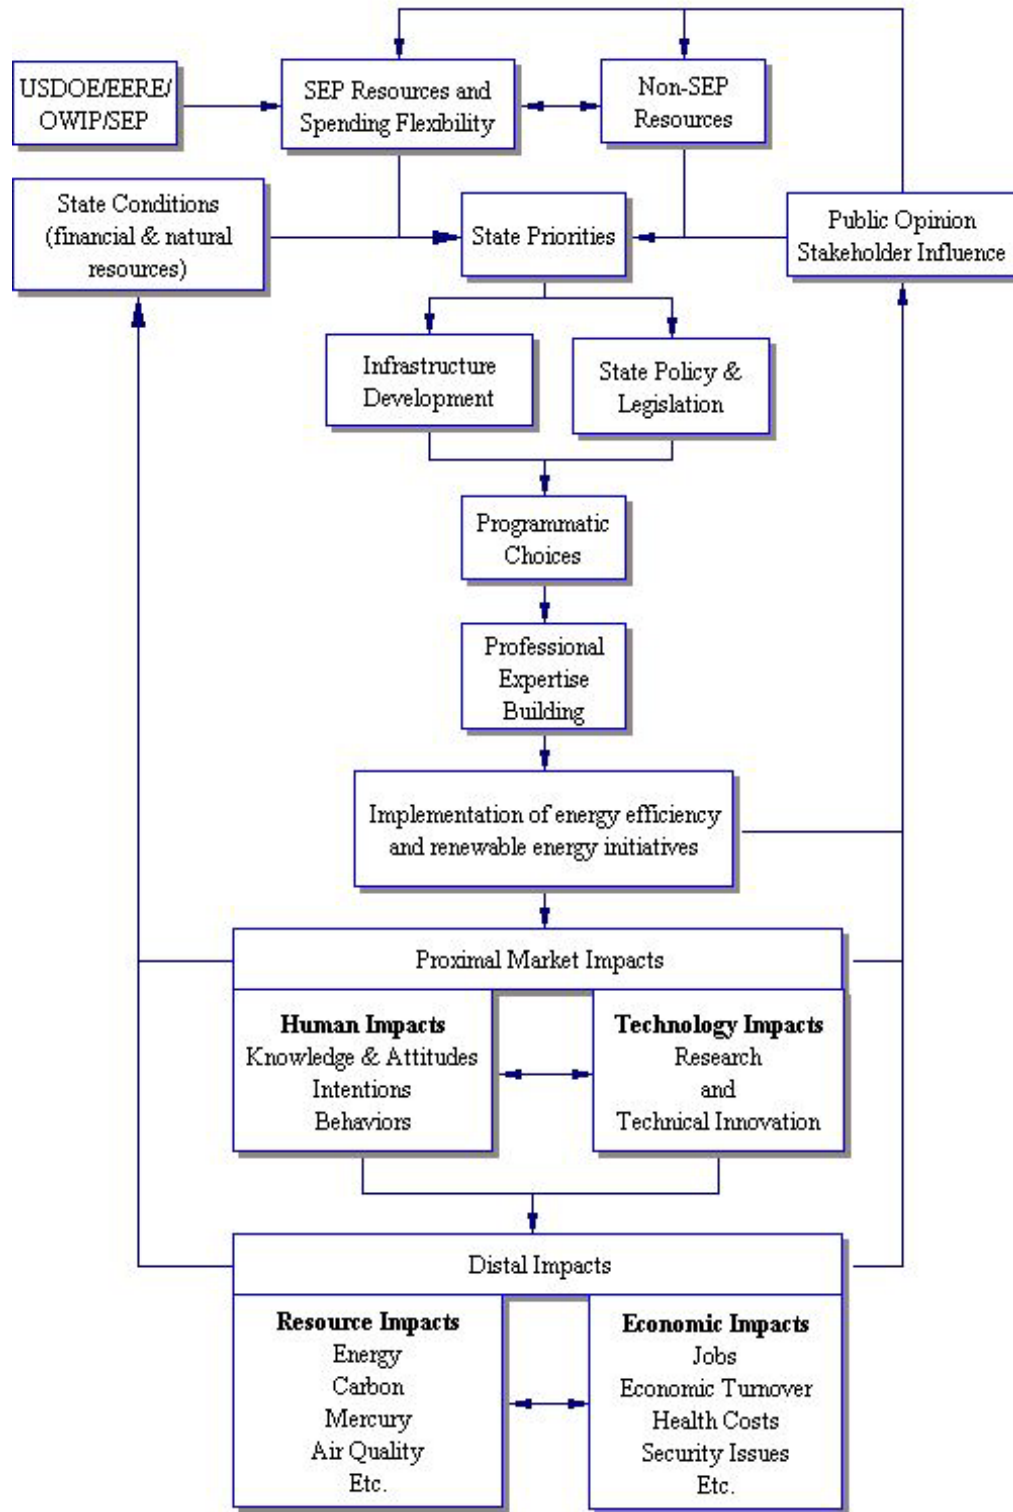 USDOE/EERE/
OWIP/SEP
SEP Resources and
Spending Flexibility
Non-SEP
Resources
State Conditions
(financial & natural
resources)
State Priorities
Public Opinion
Stakeholder Influence
Infrastructure
Development
State Policy &
Legislation
Programmatic
Choices
Professional
Expertise
Building
Implementation of energy efficiency
and renewable energy initiatives
Proximal Market Impacts
Human Impacts
Knowledge & Attitudes
Intentions
Behaviors
Technology Impacts
Research
and
Technical Innovation
Distal Impacts
Resource Impacts
Energy
Carbon
Mercury
Air Quality
Etc.
Economic Impacts
Jobs
Economic Turnover
Health Costs
Security Issues
Etc.